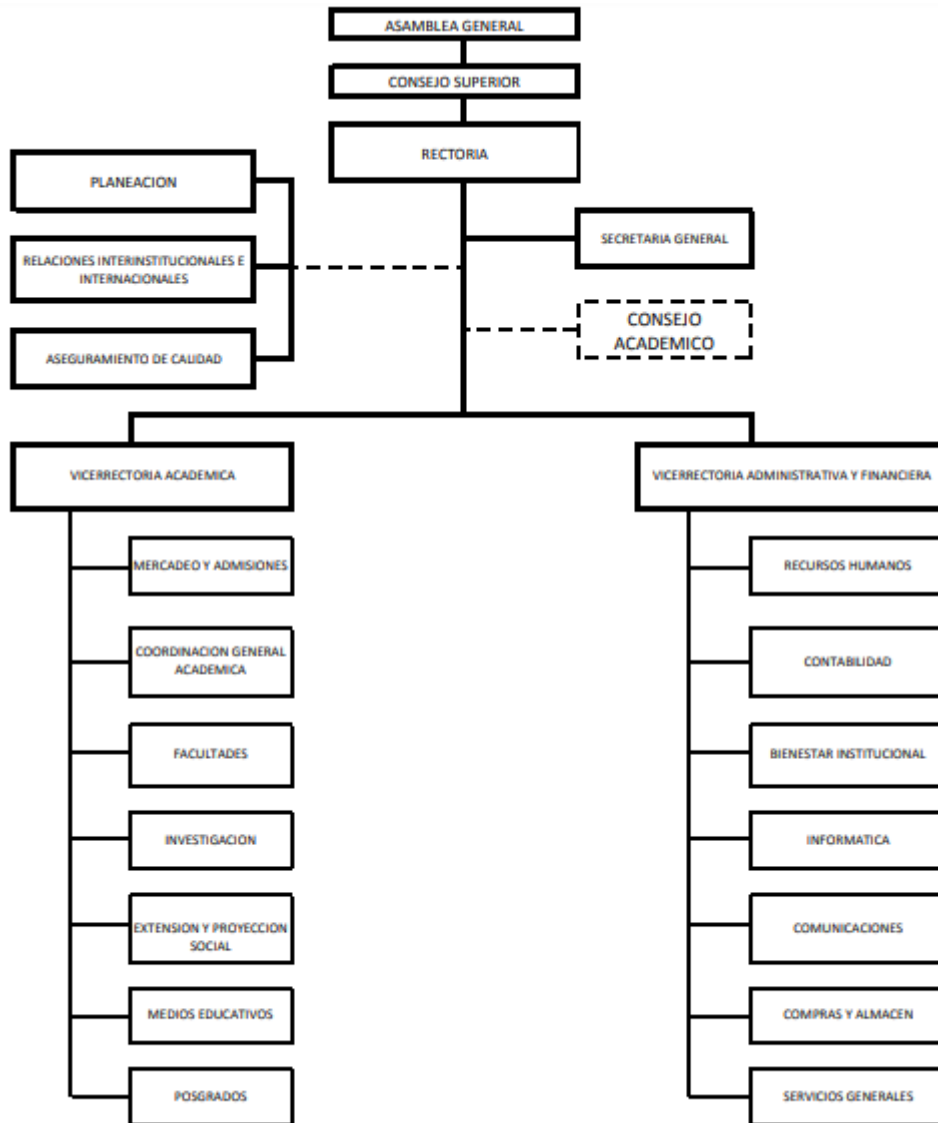 ASAMBLEA GENERAL
CONSEJO SUPERIOR
RECTORIA
PLANEACION
SECRETARIA GENERAL
RELACIONES INTERINSTITUCIONALES E
INTERNACIONALES
CONSEJO
ACADEMICO
ASEGURAMIENTO DE CALIDAD
VICERRECTORIA ACADEMICA
VICERRECTORIA ADMINISTRATIVA Y FINANCIERA
MERCADEO Y ADMISIONES
RECURSOS HUMANOS
COORDINACION GENERAL
ACADEMICA
CONTABILIDAD
FACULTADES
BIENESTAR INSTITUCIONAL
INVESTIGACION
INFORMATICA
EXTENSION Y PROYECCION
SOCIAL
COMUNICACIONES
MEDIOS EDUCATIVOS
COMPRAS Y ALMACEN
POSGRADOS
SERVICIOS GENERALES